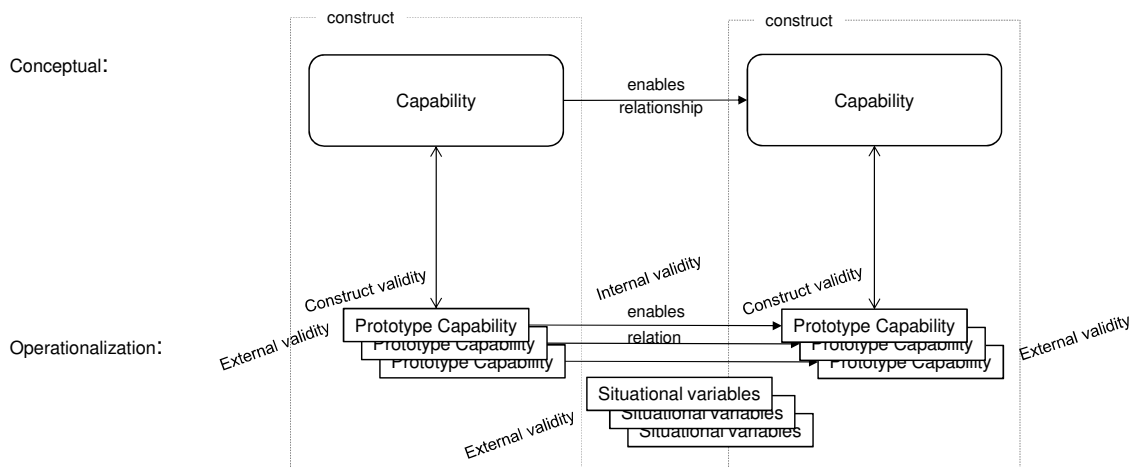 construct
construct
Conceptual:
Capability
enables
relationship
Capability
Construct validity
Internal validity
Construct validity
External validity
Operationalization:
Prototype Capability
Prototype Capability
Prototype Capability
enables
relation
Prototype Capability
Prototype Capability
Prototype Capability
External validity
External validity
Situational variables
Situational variables
Situational variables